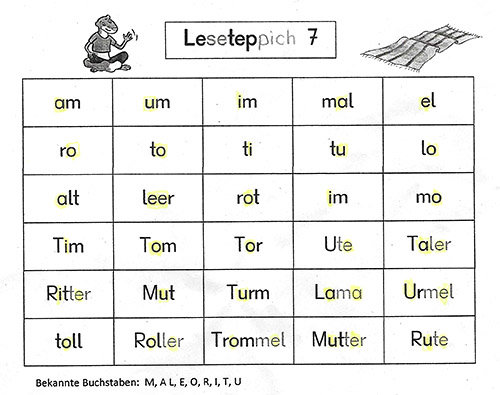 Leseteppich 7
am um im mal el
ro to ti tu lo
alt leer rot im mo
Tim Tom Tor Ute Taler
Ritter Mut Turm Lama Urmel
toll Roller Trommel Mutter Rute
Bekannte Buchstaben: M, A L, E, O, R, I, T, U